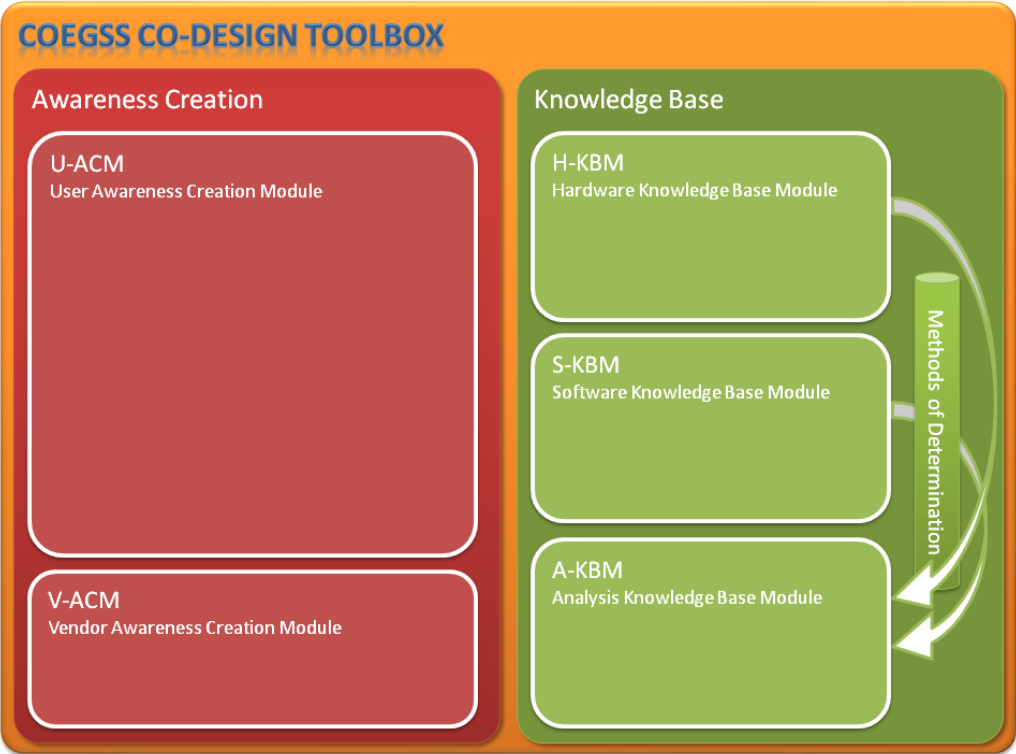 COEGSS CO-DESIGN TOOLBOX
Awareness Creation
U-ACM
User Awareness Creation Module
V-ACM
Vendor Awareness Creation Module
Knowledge Base
H-KBM
Hardware Knowledge Base Module
S-KBM
Software Knowledge Base Module
A-KBM
Analysis Knowledge Base Module
Methods of Determination